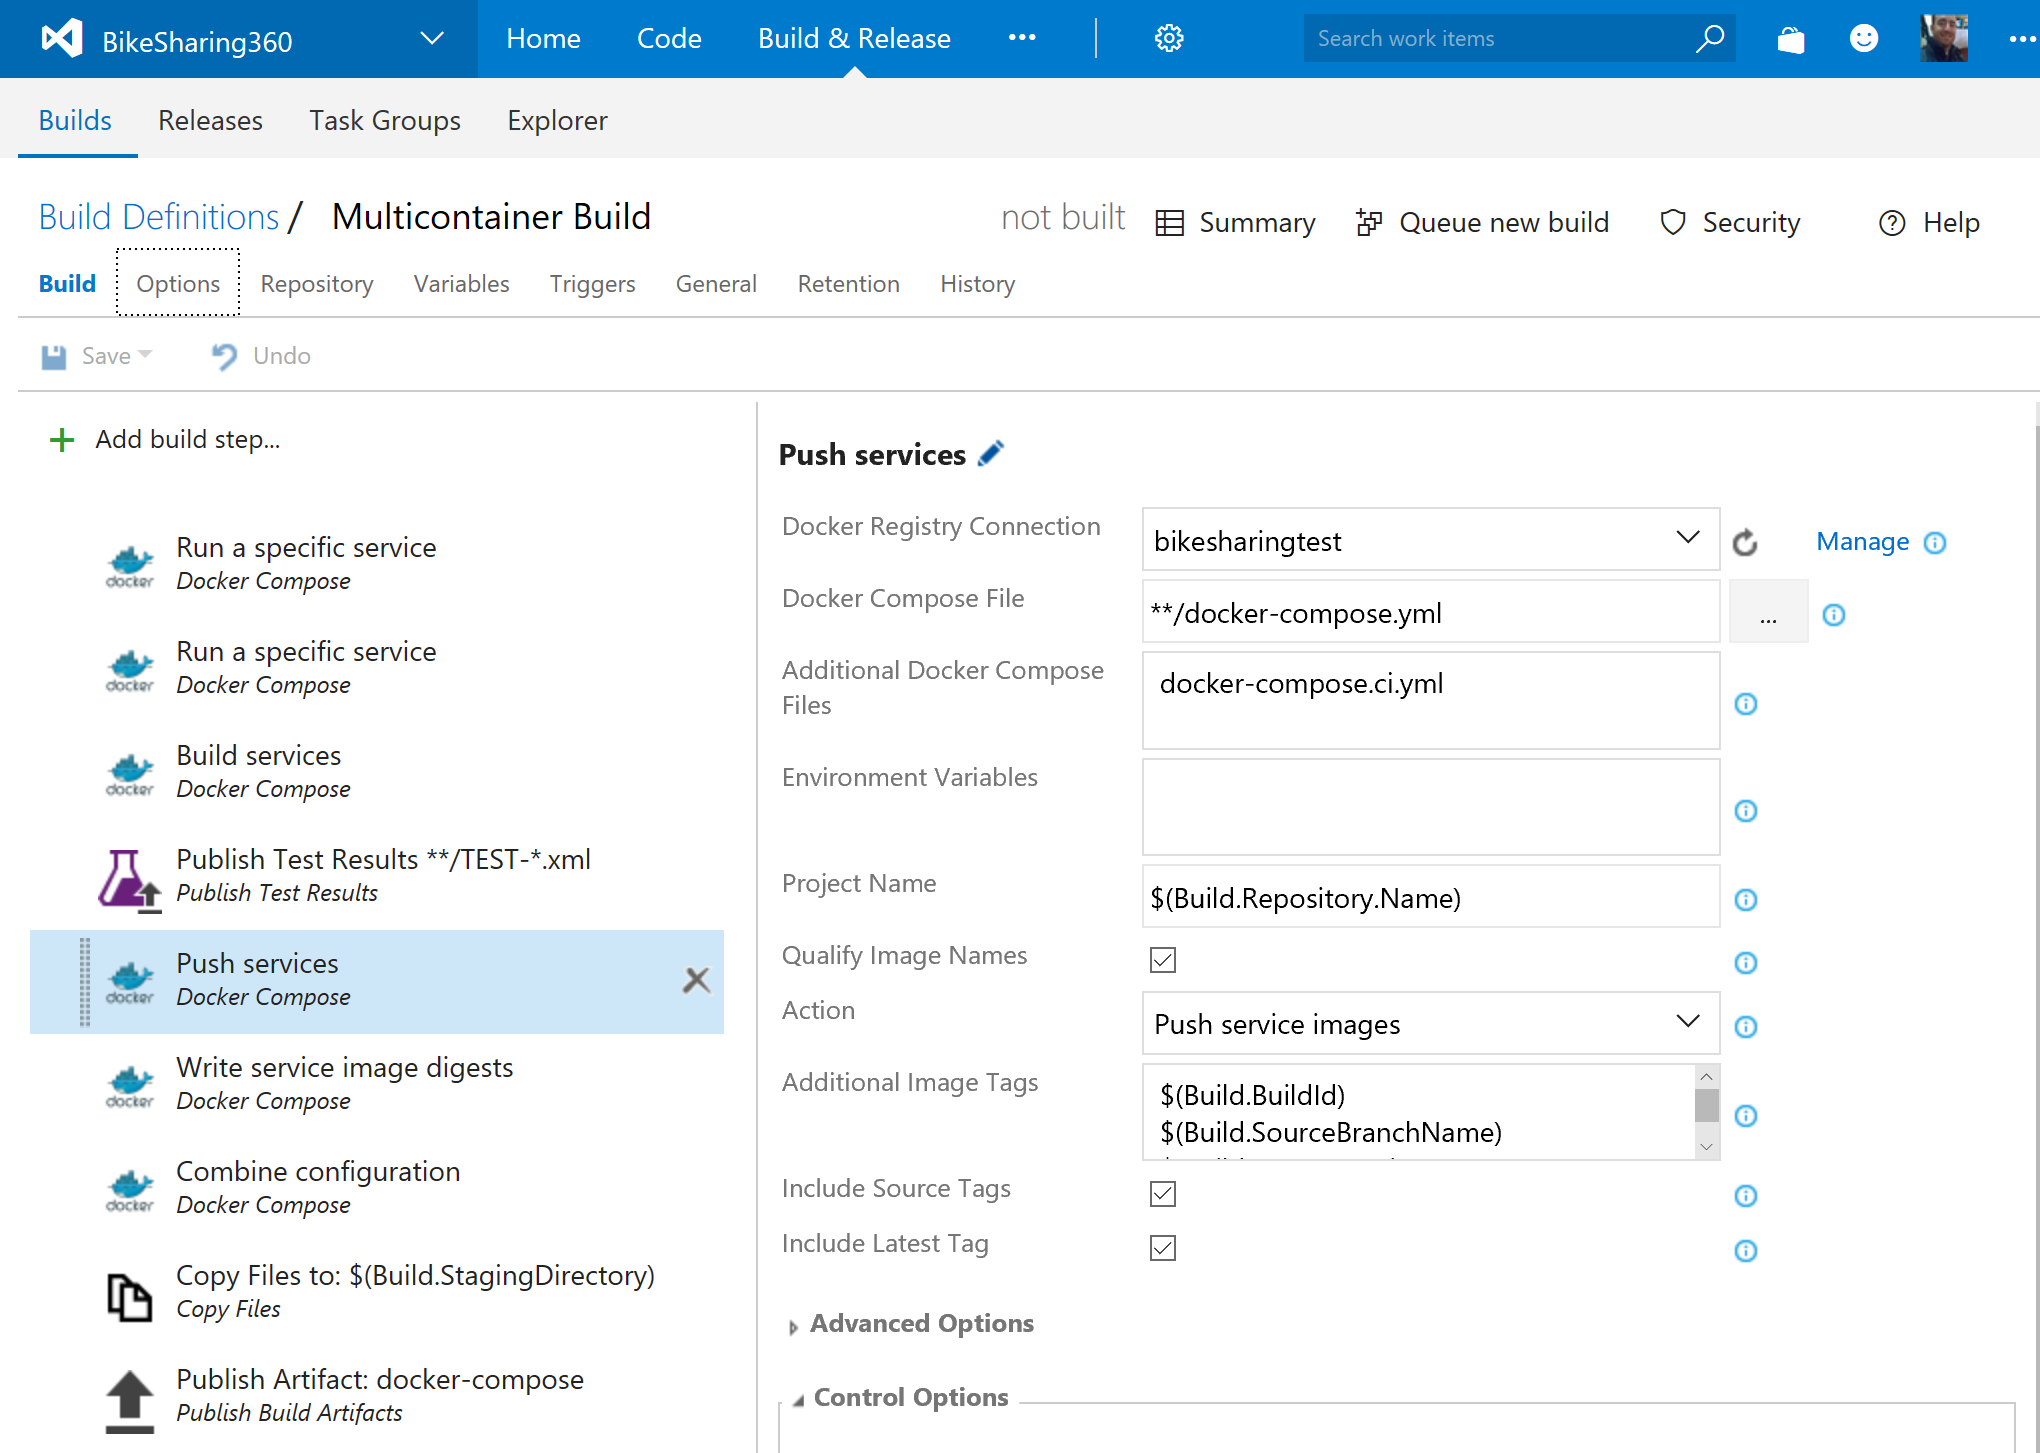 BikeSharing360
Home
Code
Build & Release
Search work items
Builds
Releases
Task Groups
Explorer
Build Definitions / Multicontainer Build
not built
Summary
Queue new build
Security
Help
Build
Options
Repository
Variables
Triggers
General
Retention
History
Save
Undo
Add build step...
Run a specific service
Docker Compose
Run a specific service
Docker Compose
Build services
Docker Compose
Publish Test Results **/TEST-*.xml
Publish Test Results
Push services
Docker Compose
Write service image digests
Docker Compose
Combine configuration
Docker Compose
Copy Files to: $(Build.StagingDirectory)
Copy Files
Publish Artifact: docker-compose
Publish Build Artifacts
docker
docker
docker
docker
docker
docker
Push services
Docker Registry Connection
bikesharingtest
Manage
Docker Compose File
**/docker-compose.yml
...
Additional Docker Compose
Files
docker-compose.ci.yml
Environment Variables
Project Name
$(Build.Repository.Name)
Qualify Image Names
Action
Push service images
Additional Image Tags
$(Build.BuildId)
$(Build.SourceBranchName)
Include Source Tags
Include Latest Tag
Advanced Options
Control Options